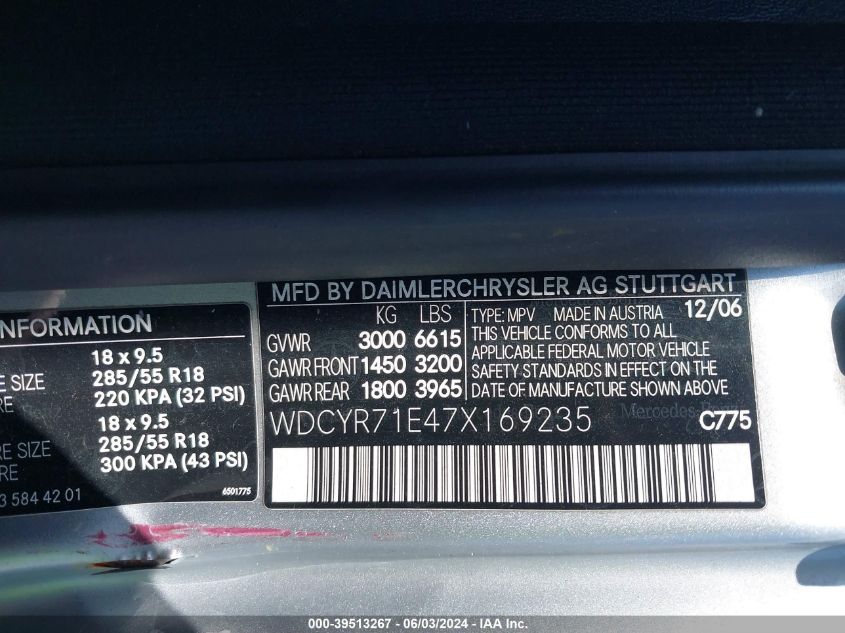 INFORMATION
18 x 9.5
SIZE 285/55 R18
220 KPA (32 PSI)
18 x 9.5
SIZE 285/55 R18
300 KPA (43 PSI)
3 584 42 01
6501775
MFD BY DAIMLERCHRYSLER AG STUTTGART
KG LBS
GVWR 3000 6615
GAWR FRONT 1450 3200
GAWR REAR 1800 3965
TYPE: MPV MADE IN AUSTRIA 12/06
THIS VEHICLE CONFORMS TO ALL
APPLICABLE FEDERAL MOTOR VEHICLE
SAFETY STANDARDS IN EFFECT ON THE
DATE OF MANUFACTURE SHOWN ABOVE
WDCYR71E47X169235
C775
000-39513267 - 06/03/2024 - IAA Inc.